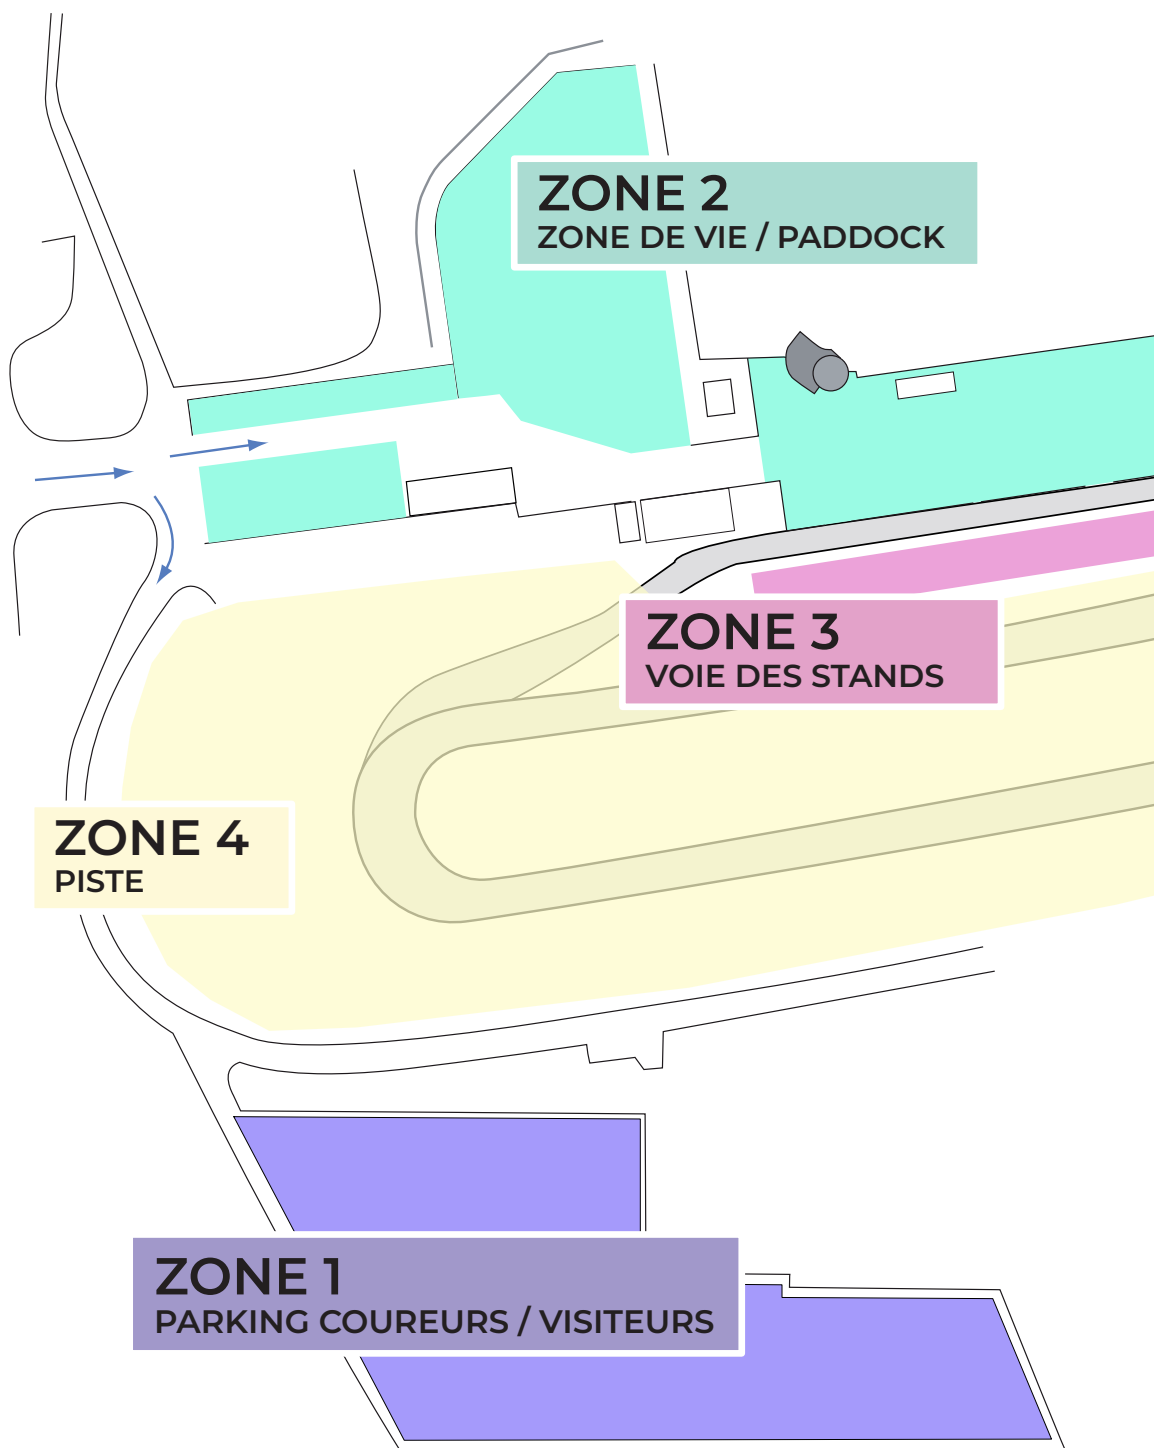 ZONE 2
ZONE DE VIE / PADDOCK
ZONE 3
VOIE DES STANDS
ZONE 4
PISTE
ZONE 1
PARKING COUREURS / VISITEURS